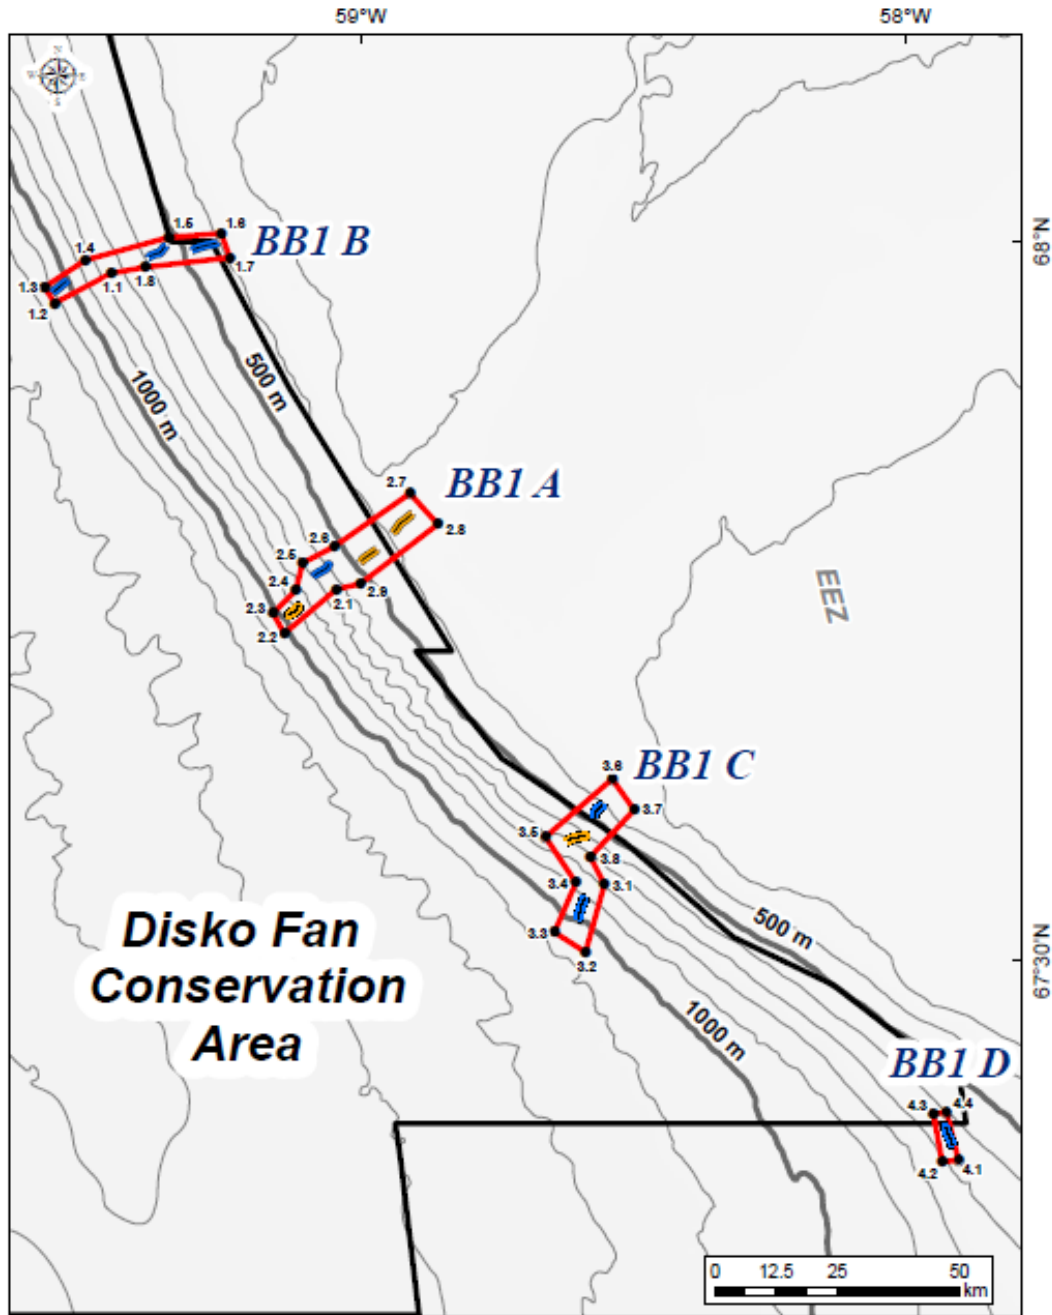 59°W
58°W
N
W
E
S
1.5
1.6
BB1 B
1.4
1.7
68°N
1.8
1.1
1.3
1.2
500 m
1000 m
2.7
BB1 A
2.8
2.6
2.5
2.4
2.1
2.9
2.3
2.2
EEZ
BB1 C
3.6
3.7
3.5
3.8
3.4
3.1
3.3
3.2
500 m
67°30'N
Disko Fan
Conservation
Area
1000 m
BB1 D
4.3
4.4
4.2
4.1
0 12.5 25 50
km